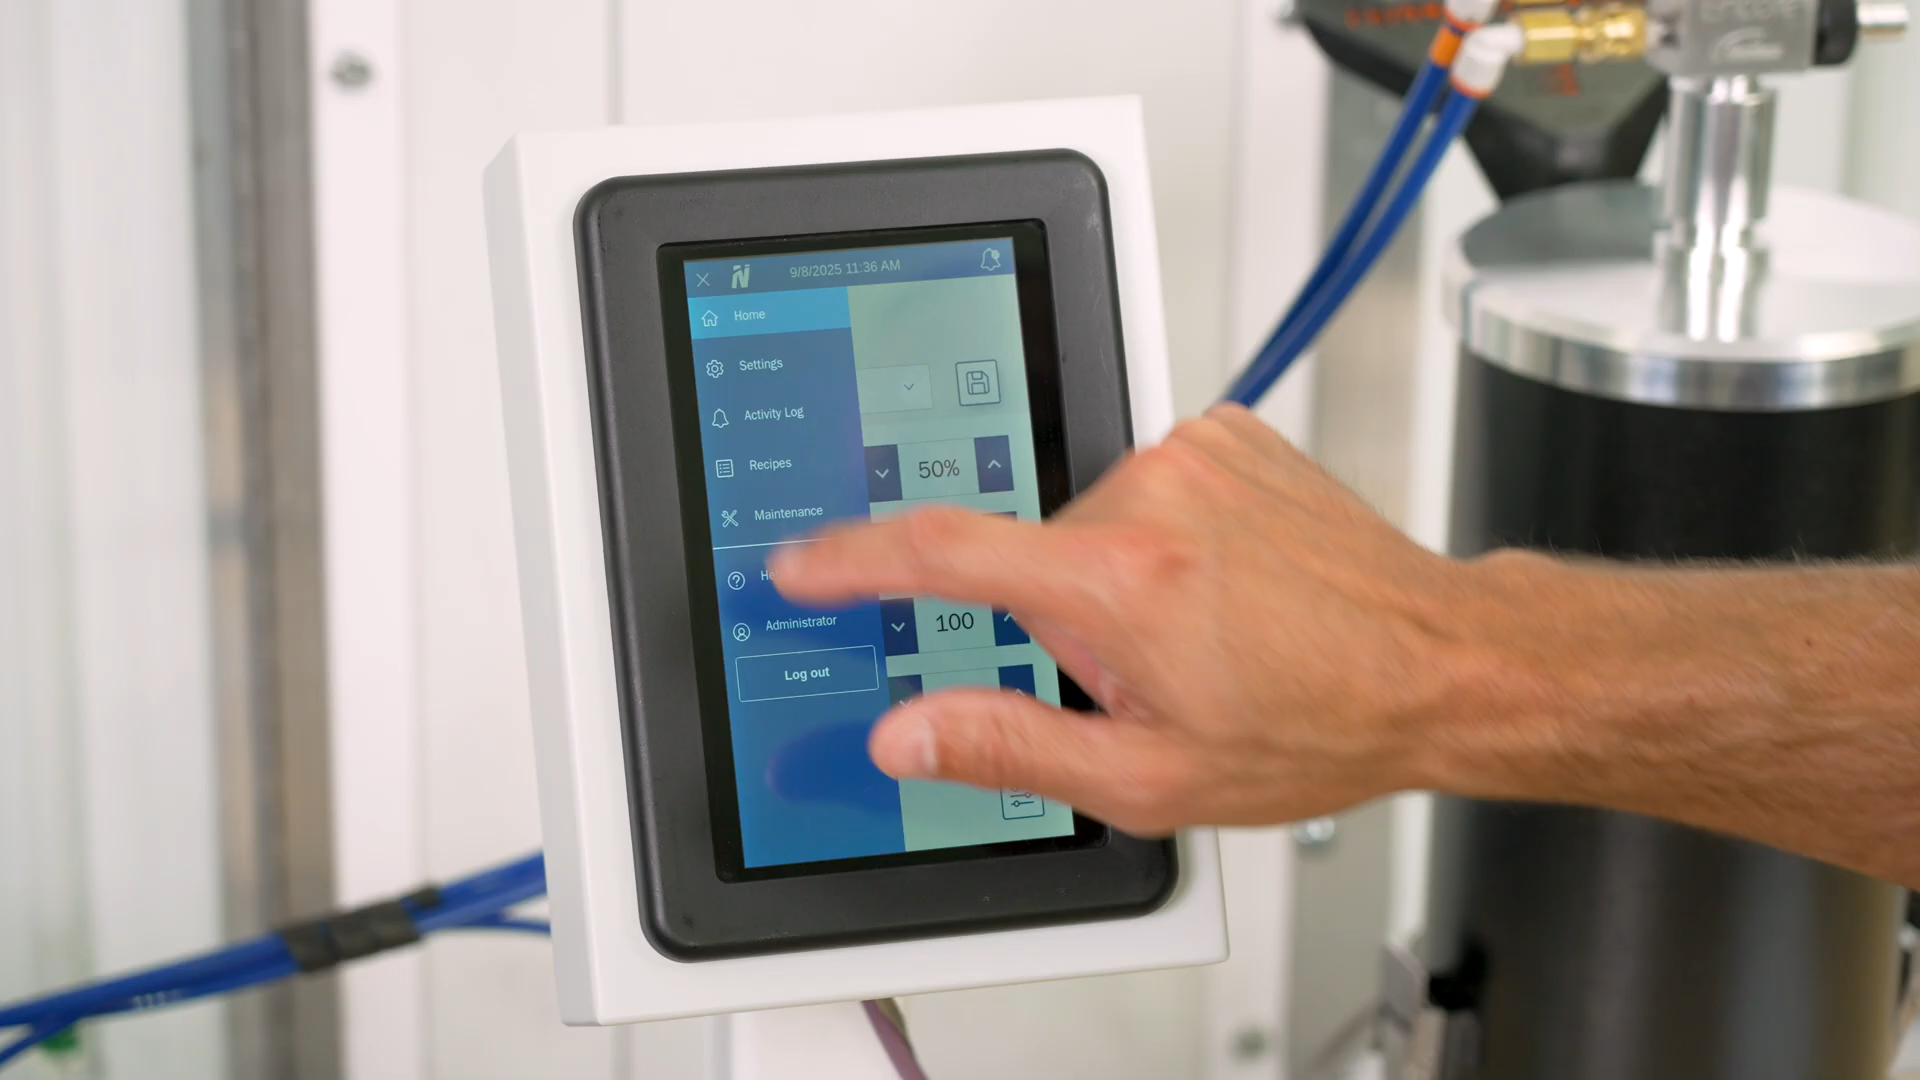 9/8/2025 11:36 AM
Home
Settings
Activity Log
Recipes
50%
Maintenance
Administrator
100
Log out